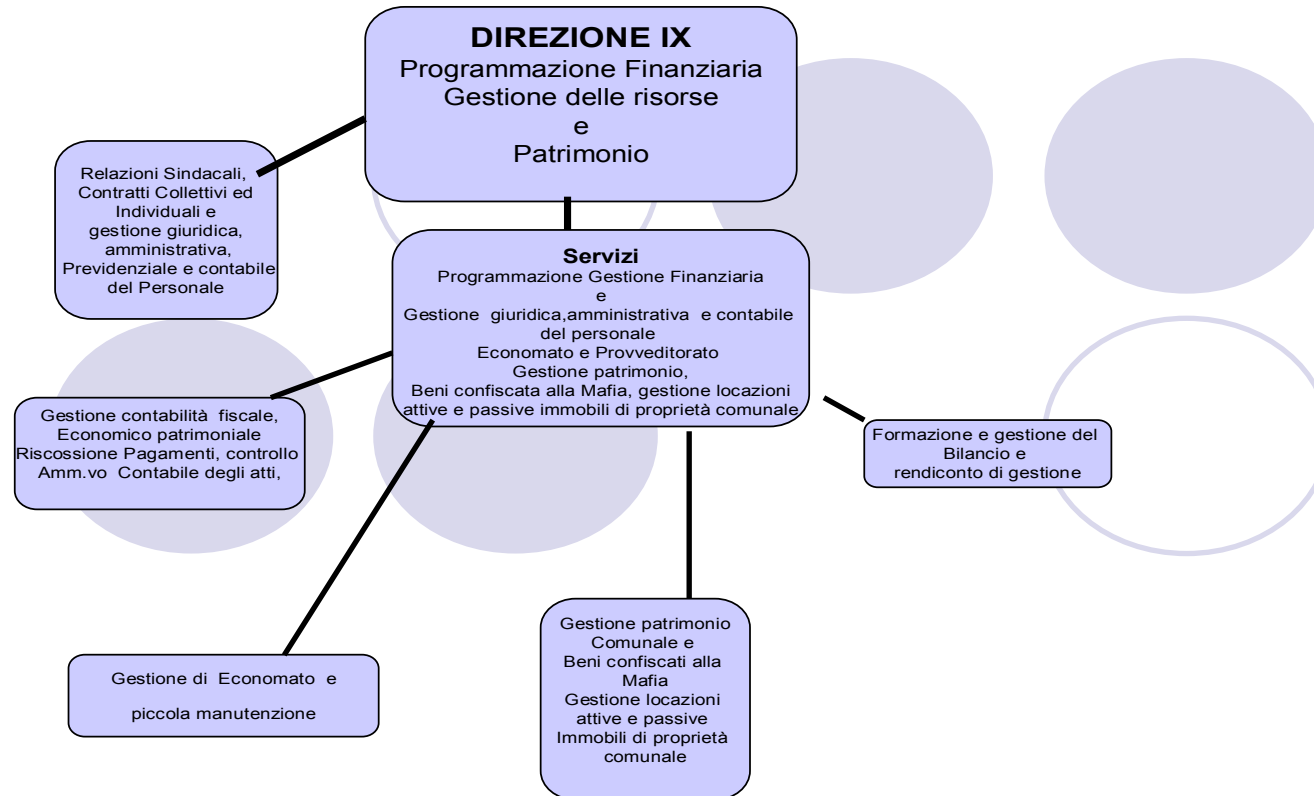 DIREZIONE IX
Programmazione Finanziaria
Gestione delle risorse
e
Patrimonio
Relazioni Sindacali,
Contratti Collettivi ed
Individuali e
gestione giuridica,
amministrativa,
Previdenziale e contabile
del Personale
Servizi
Programmazione Gestione Finanziaria
e
Gestione giuridica,amministrativa e contabile
del personale
Economato e Provveditorato
Gestione patrimonio,
Beni confiscata alla Mafia, gestione locazioni
attive e passive immobili di proprietà comunale
Gestione contabilità fiscale,
Economico patrimoniale
Riscossione Pagamenti, controllo
Amm.vo Contabile degli atti,
Formazione e gestione del
Bilancio e
rendiconto di gestione
Gestione di Economato e
piccola manutenzione
Gestione patrimonio
Comunale e
Beni confiscati alla
Mafia
Gestione locazioni
attive e passive
Immobili di proprietà
comunale